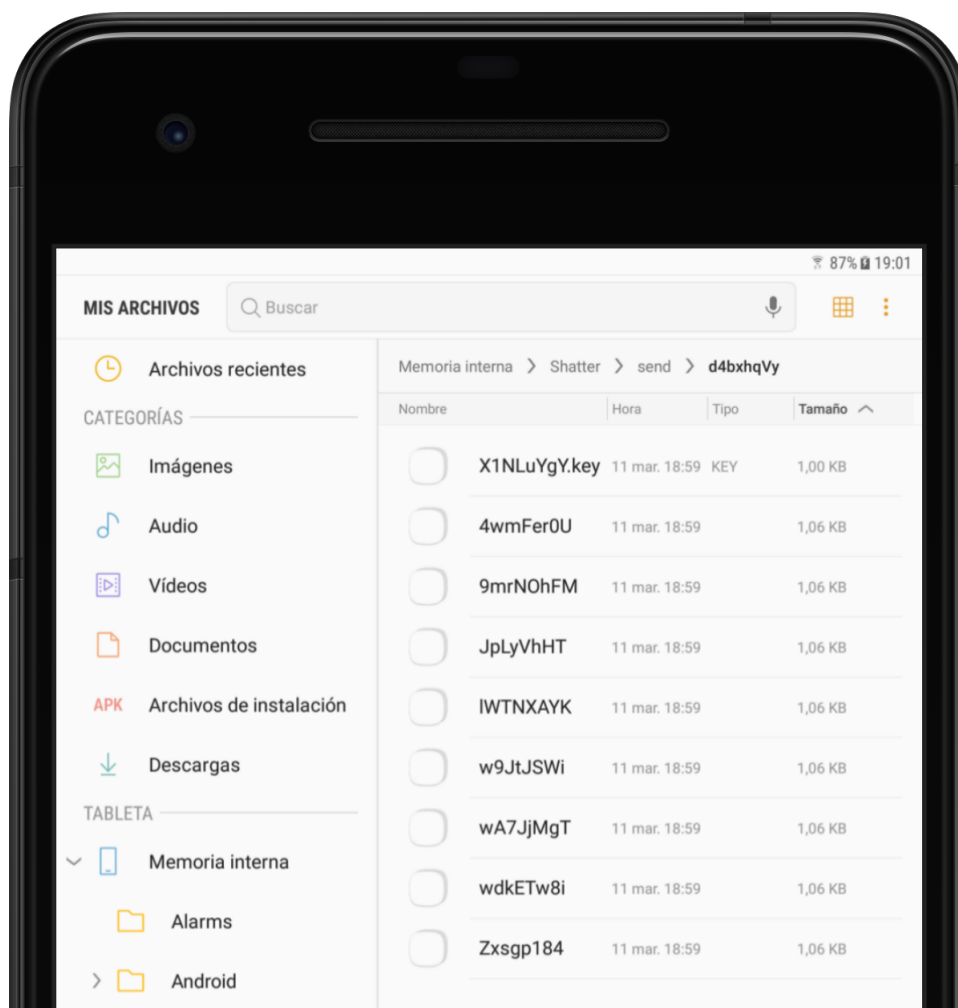 87% 19:01
MIS ARCHIVOS Buscar
Archivos recientes
CATEGORÍAS
Imágenes
Audio
Vídeos
Documentos
APK Archivos de instalación
Descargas
TABLETA
Memoria interna
Alarms
Android
Memoria interna > Shatter > send > d4bxhqVy
Nombre Hora Tipo Tamaño
X1NLuYgY.key 11 mar. 18:59 KEY 1,00 KB
4wmFer0U 11 mar. 18:59 1,06 KB
9mrNOhFM 11 mar. 18:59 1,06 KB
JpLyVhHT 11 mar. 18:59 1,06 KB
lWTNXAYK 11 mar. 18:59 1,06 KB
w9JtJSWi 11 mar. 18:59 1,06 KB
wA7JjMgT 11 mar. 18:59 1,06 KB
wdkETw8i 11 mar. 18:59 1,06 KB
Zxsgp184 11 mar. 18:59 1,06 KB